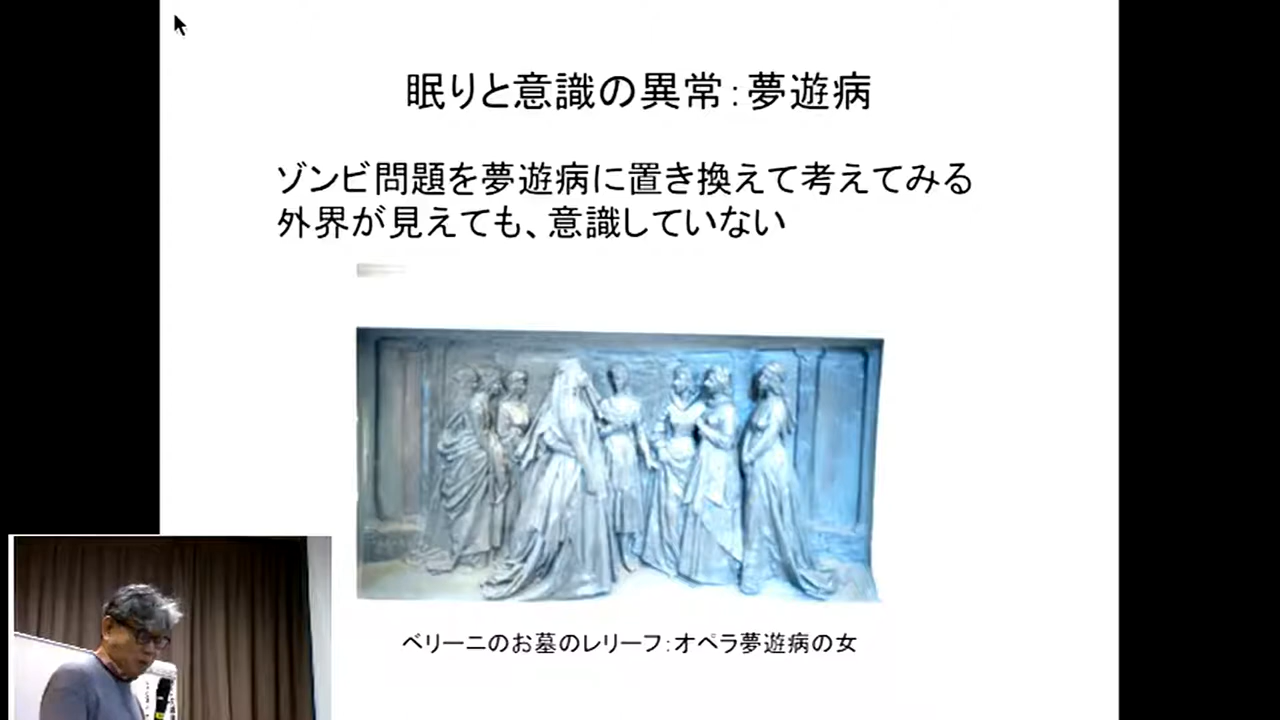 眠りと意識の異常：夢遊病
ゾンビ問題を夢遊病に置き換えて考えてみる
外界が見えても、意識していない
ベリーニのお墓のレリーフ：オペラ夢遊病の女